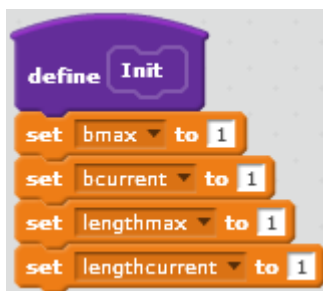 define Init
set bmax to 1
set bcurrent to 1
set lengthmax to 1
set lengthcurrent to 1